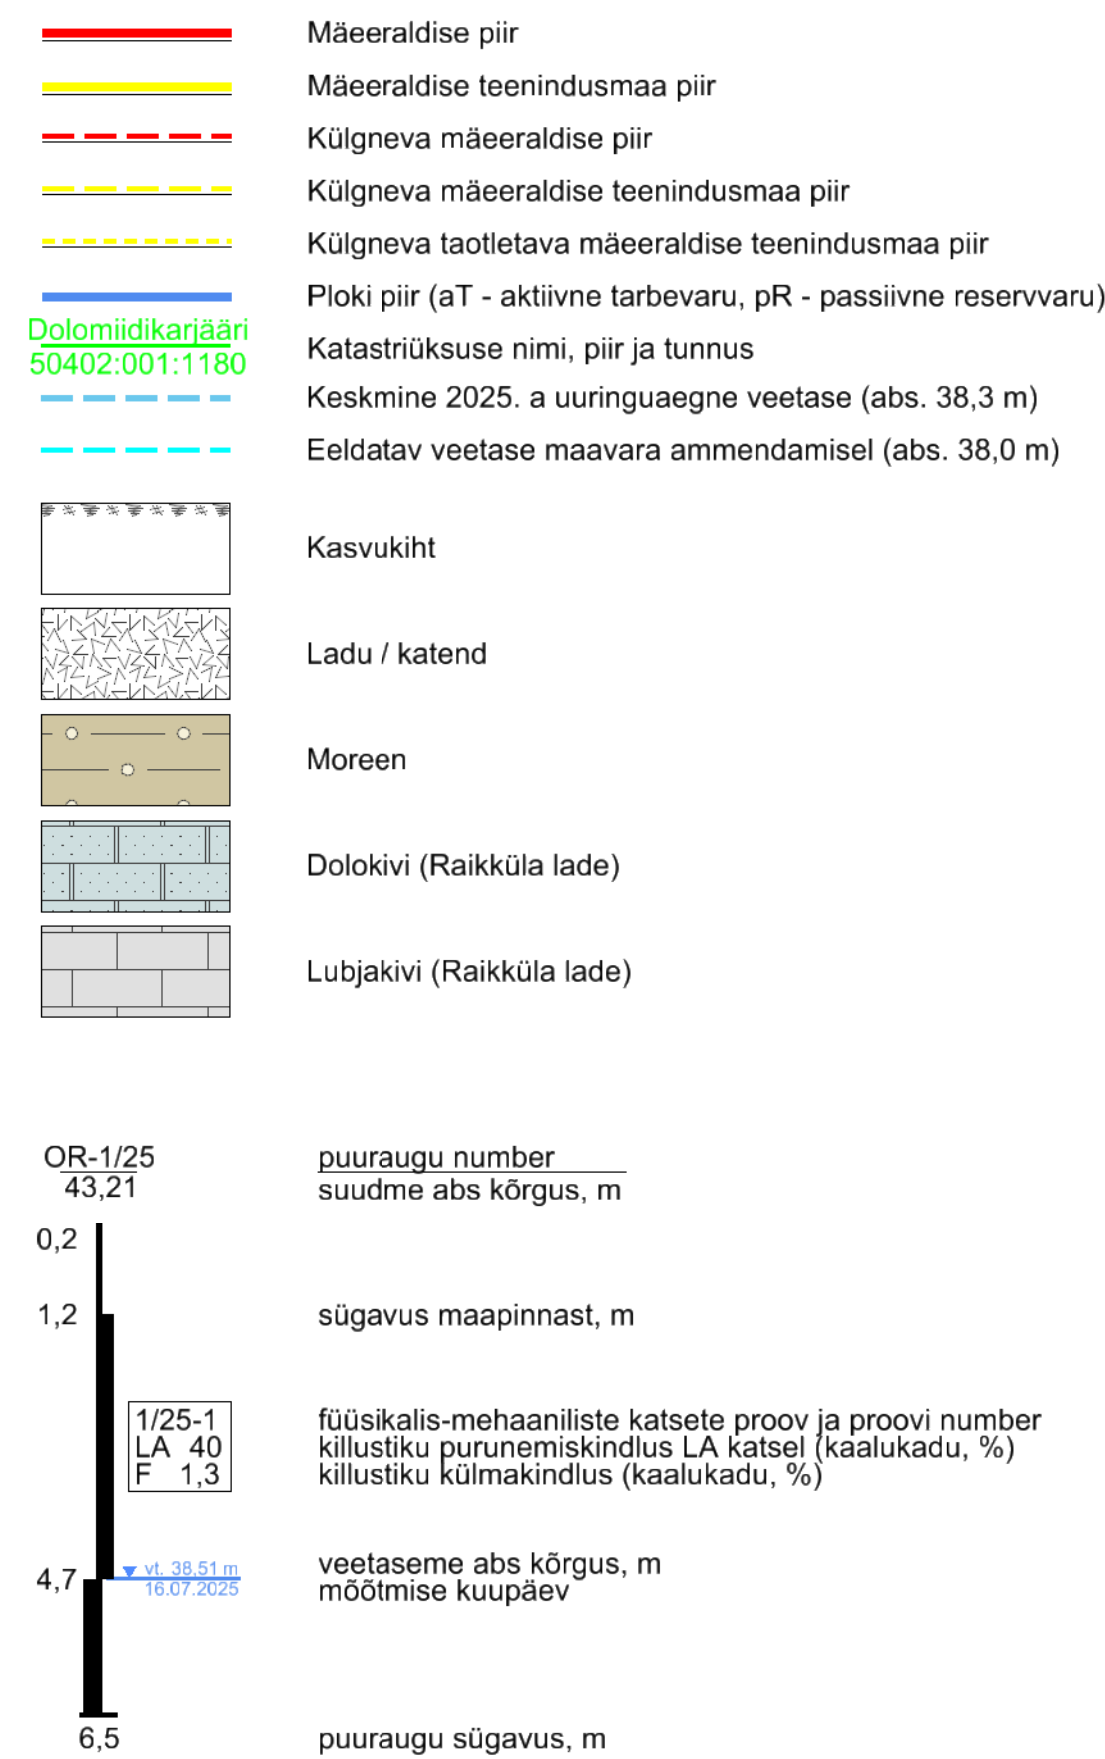 Mäeeraldise piir
Mäeeraldise teenindusmaa piir
Külgneva mäeeraldise piir
Külgneva mäeeraldise teenindusmaa piir
Külgneva taotletava mäeeraldise teenindusmaa piir
Ploki piir (aT - aktiivne tarbevaru, pR - passiivne reservvaru)
Dolomiidikarjääri
50402:001:1180
Katastriüksuse nimi, piir ja tunnus
Keskmine 2025. a uuringuaegne veetase (abs. 38,3 m)
Eeldatav veetase maavara ammendamisel (abs. 38,0 m)
Kasvukiht
Ladu / katend
Moreen
Dolokivi (Raikküla lade)
Lubjakivi (Raikküla lade)
OR-1/25 puuraugu number
43,21 suudme abs kõrgus, m
0,2
1,2 sügavus maapinnast, m
1/25-1 füüsikalis-mehaaniliste katsete proov ja proovi number
LA 40 killustiku purunemiskindlus LA katsel (kaalukadu, %)
F 1,3 killustiku külmakindlus (kaalukadu, %)
4,7
vt. 38,51 m veetaseme abs kõrgus, m
16.07.2025 mõõtmise kuupäev
6,5 puuraugu sügavus, m